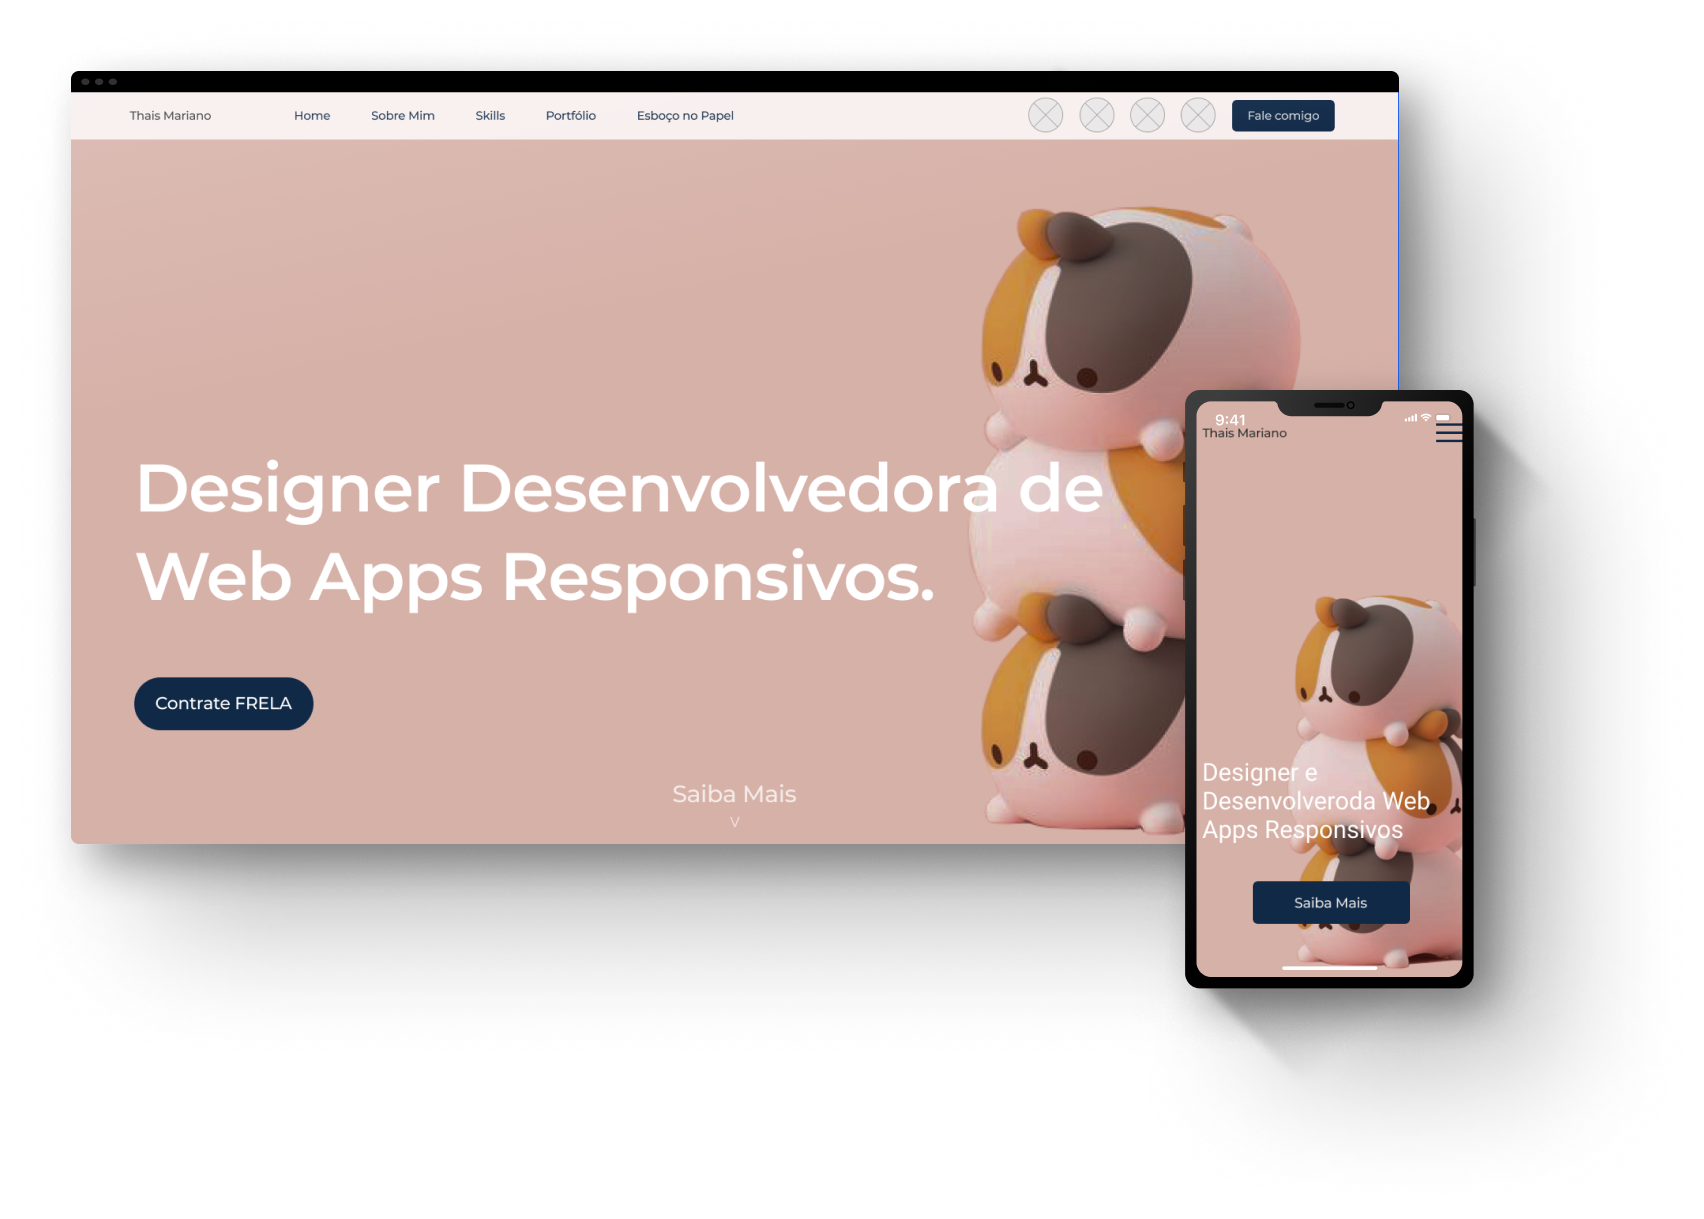 Thais Mariano Home Sobre Mim Skills Portfólio Esboço no Papel Fale comigo
Designer Desenvolvedora de
Web Apps Responsivos.
Contrate FRELA
Saiba Mais
V
9:41
Thais Mariano
Designer e
Desenvolveroda Web
Apps Responsivos
Saiba Mais